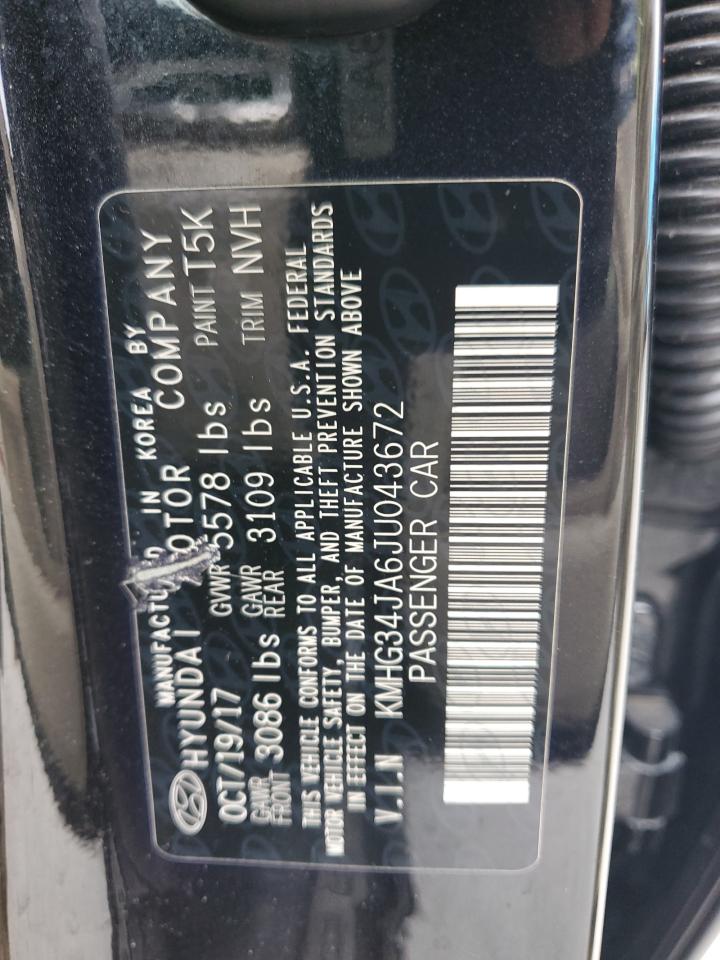 MANUFACTURED IN KOREA BY
HYUNDAI MOTOR COMPANY
OCT/19/17 GVWR 5578 lbs PAINT T5K
GAWR FRONT 3086 lbs GAWR REAR 3109 lbs TRIM NVH
THIS VEHICLE CONFORMS TO ALL APPLICABLE U.S.A. FEDERAL
MOTOR VEHICLE SAFETY, BUMPER, AND THEFT PREVENTION STANDARDS
IN EFFECT ON THE DATE OF MANUFACTURE SHOWN ABOVE
V.I.N KMHG34JA6JU043672
PASSENGER CAR